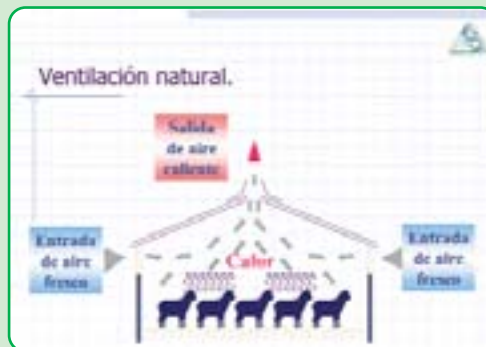 Ventilación natural.
Salida
de aire
caliente
Entrada
de aire
fresco
Calor
Entrada
de aire
fresco